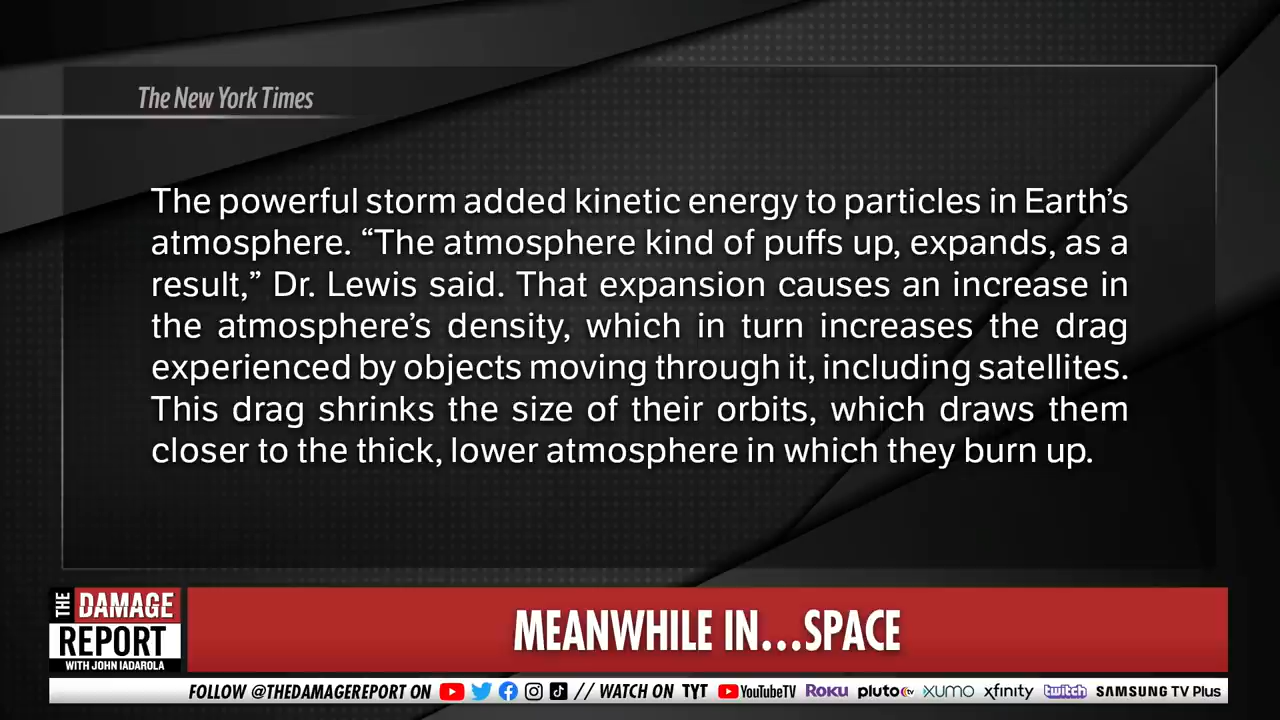 The New York Times
The powerful storm added kinetic energy to particles in Earth’s
atmosphere. “The atmosphere kind of puffs up, expands, as a
result,” Dr. Lewis said. That expansion causes an increase in
the atmosphere’s density, which in turn increases the drag
experienced by objects moving through it, including satellites.
This drag shrinks the size of their orbits, which draws them
closer to the thick, lower atmosphere in which they burn up.
THE DAMAGE
REPORT
WITH JOHN IADAROLA
MEANWHILE IN...SPACE
FOLLOW @THEDAMAGEREPORT ON // WATCH ON TYT YouTubeTV Roku pluto tv XUMO xfinity twitch SAMSUNG TV Plus